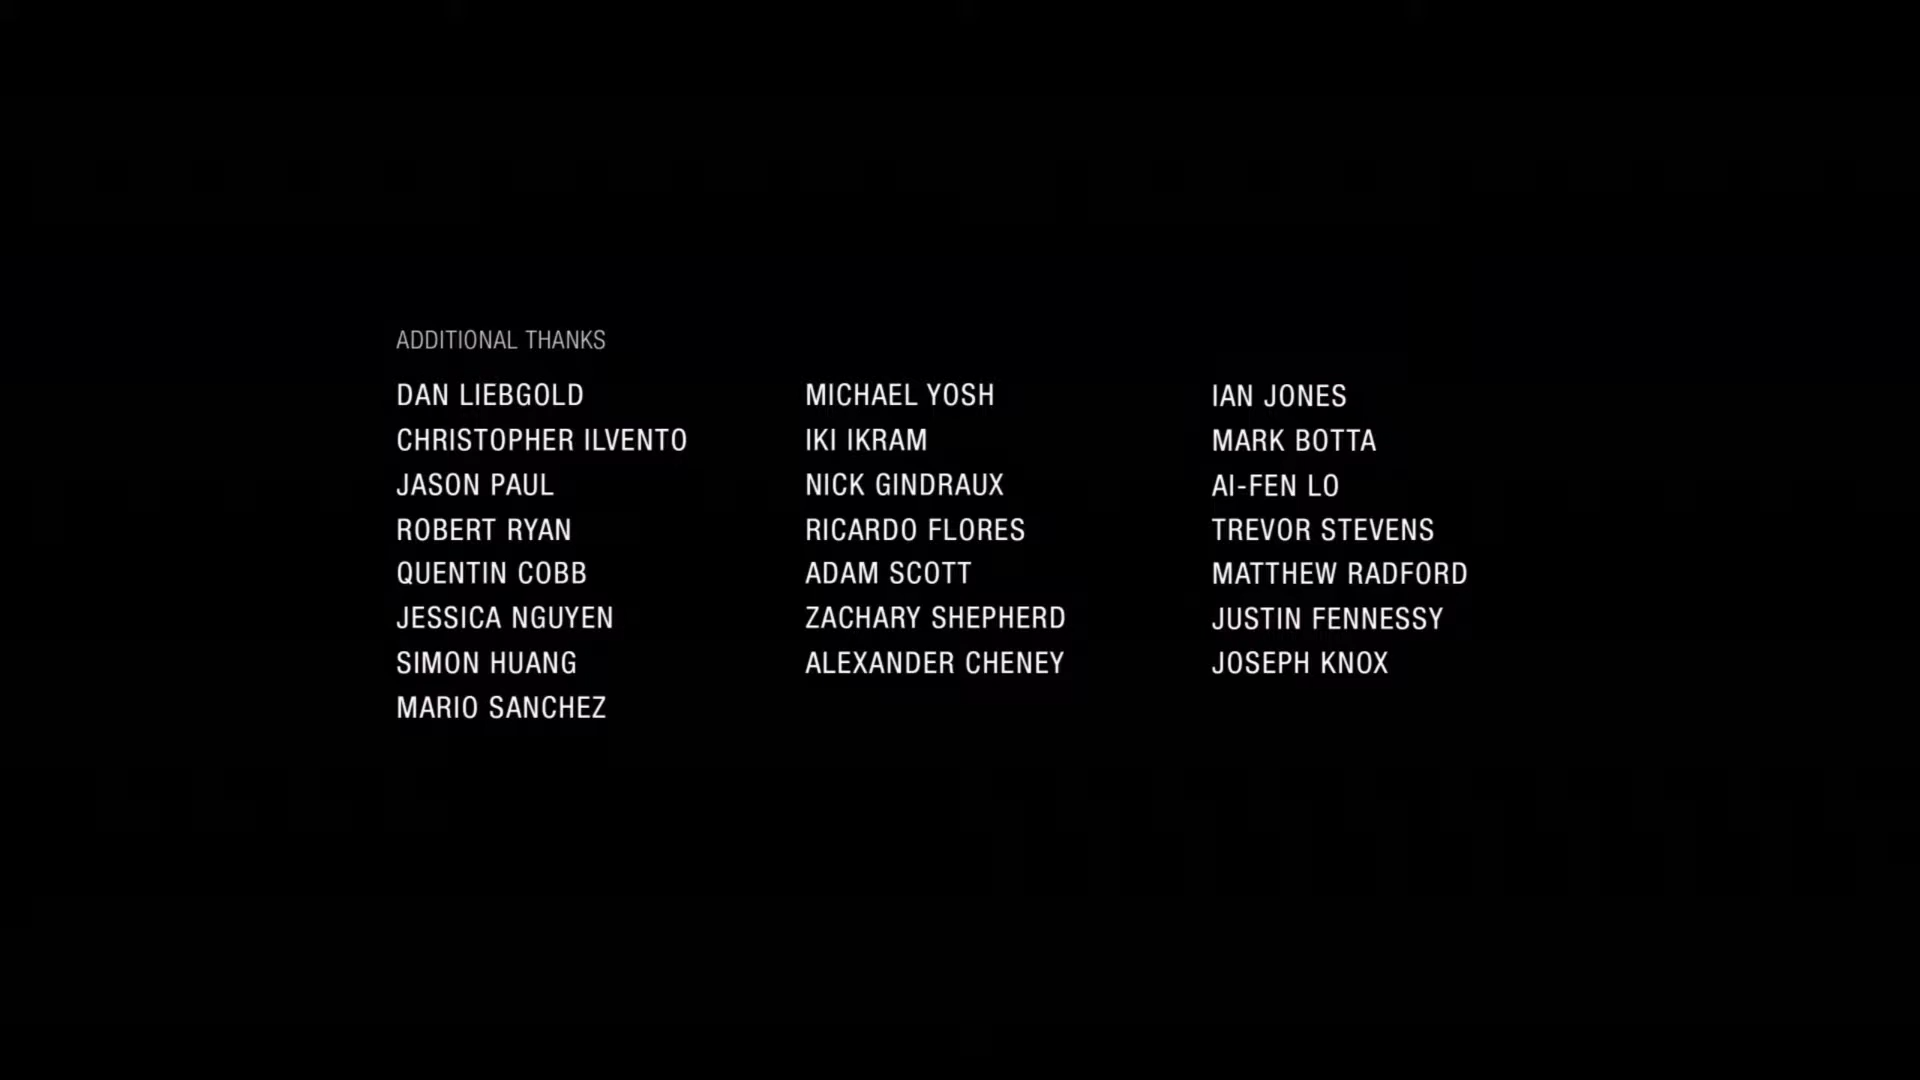 ADDITIONAL THANKS
DAN LIEBGOLD
CHRISTOPHER ILVENTO
JASON PAUL
ROBERT RYAN
QUENTIN COBB
JESSICA NGUYEN
SIMON HUANG
MARIO SANCHEZ
MICHAEL YOSH
IKI IKRAM
NICK GINDRAUX
RICARDO FLORES
ADAM SCOTT
ZACHARY SHEPHERD
ALEXANDER CHENEY
IAN JONES
MARK BOTTA
AI-FEN LO
TREVOR STEVENS
MATTHEW RADFORD
JUSTIN FENNESSY
JOSEPH KNOX